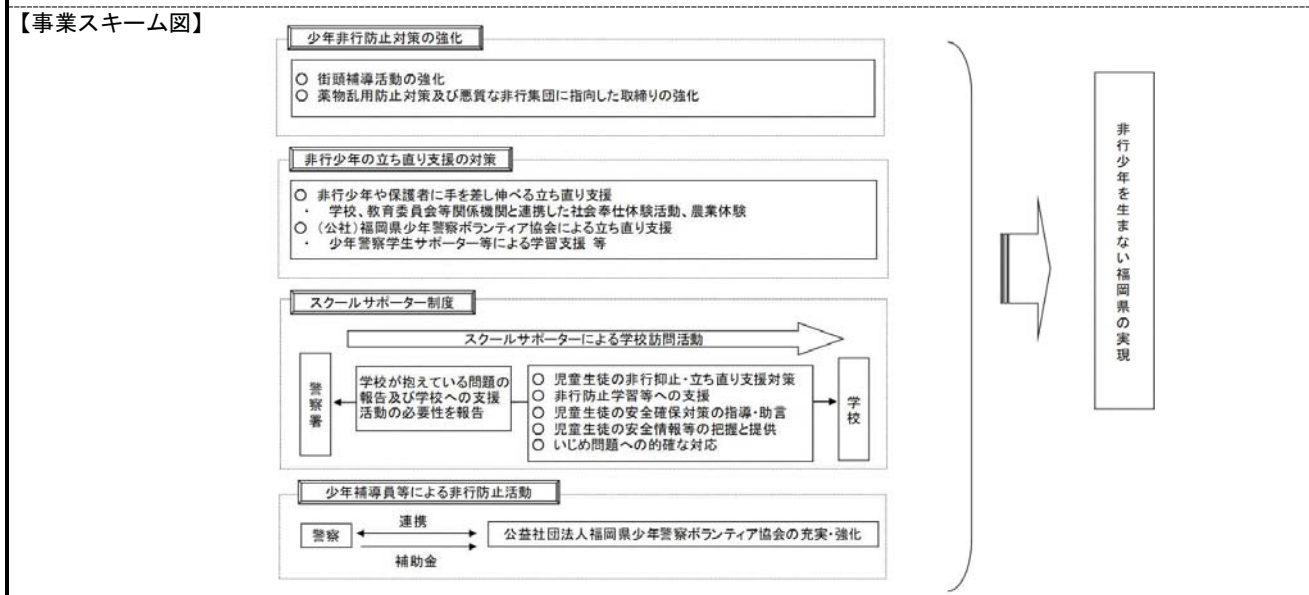 【事業スキーム図】
少年非行防止対策の強化
○ 街頭補導活動の強化
○ 薬物乱用防止対策及び悪質な非行集団に指向した取締りの強化
非行少年の立ち直り支援の対策
○ 非行少年や保護者に手を差し伸べる立ち直り支援
・ 学校、教育委員会等関係機関と連携した社会奉仕体験活動、農業体験
○ (公社)福岡県少年警察ボランティア協会による立ち直り支援
・ 少年警察学生サポーター等による学習支援 等
スクールサポーター制度
スクールサポーターによる学校訪問活動
警察署
学校が抱えている問題の
報告及び学校への支援
活動の必要性を報告
○ 児童生徒の非行抑止・立ち直り支援対策
○ 非行防止学習等への支援
○ 児童生徒の安全確保対策の指導・助言
○ 児童生徒の安全情報等の把握と提供
○ いじめ問題への的確な対応
学校
少年補導員等による非行防止活動
警察
連携
補助金
公益社団法人福岡県少年警察ボランティア協会の充実・強化
非行少年を生まない福岡県の実現